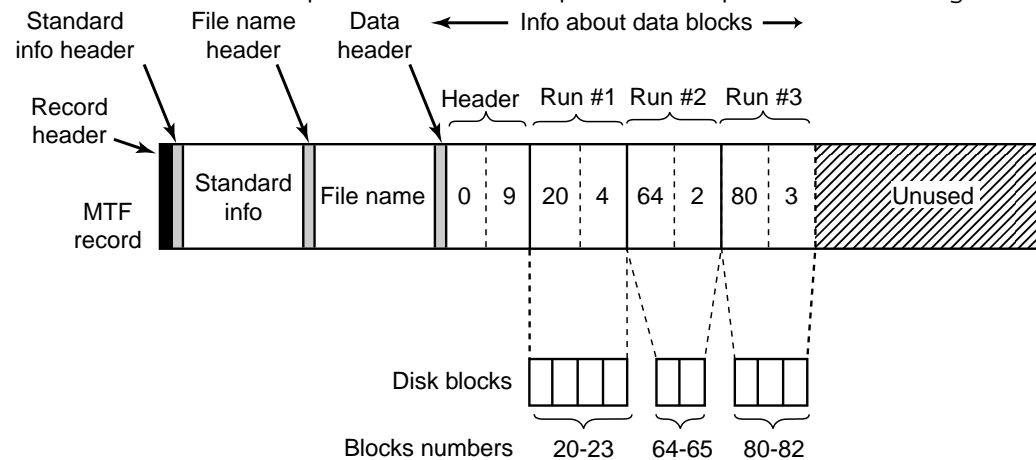 Standard
info header
File name
header
Data
header
Info about data blocks
Record
header
Header
Run #1
Run #2
Run #3
MTF
record
Standard
info
File name
0
9
20
4
64
2
80
3
Unused
Disk blocks
Blocks numbers
20-23
64-65
80-82